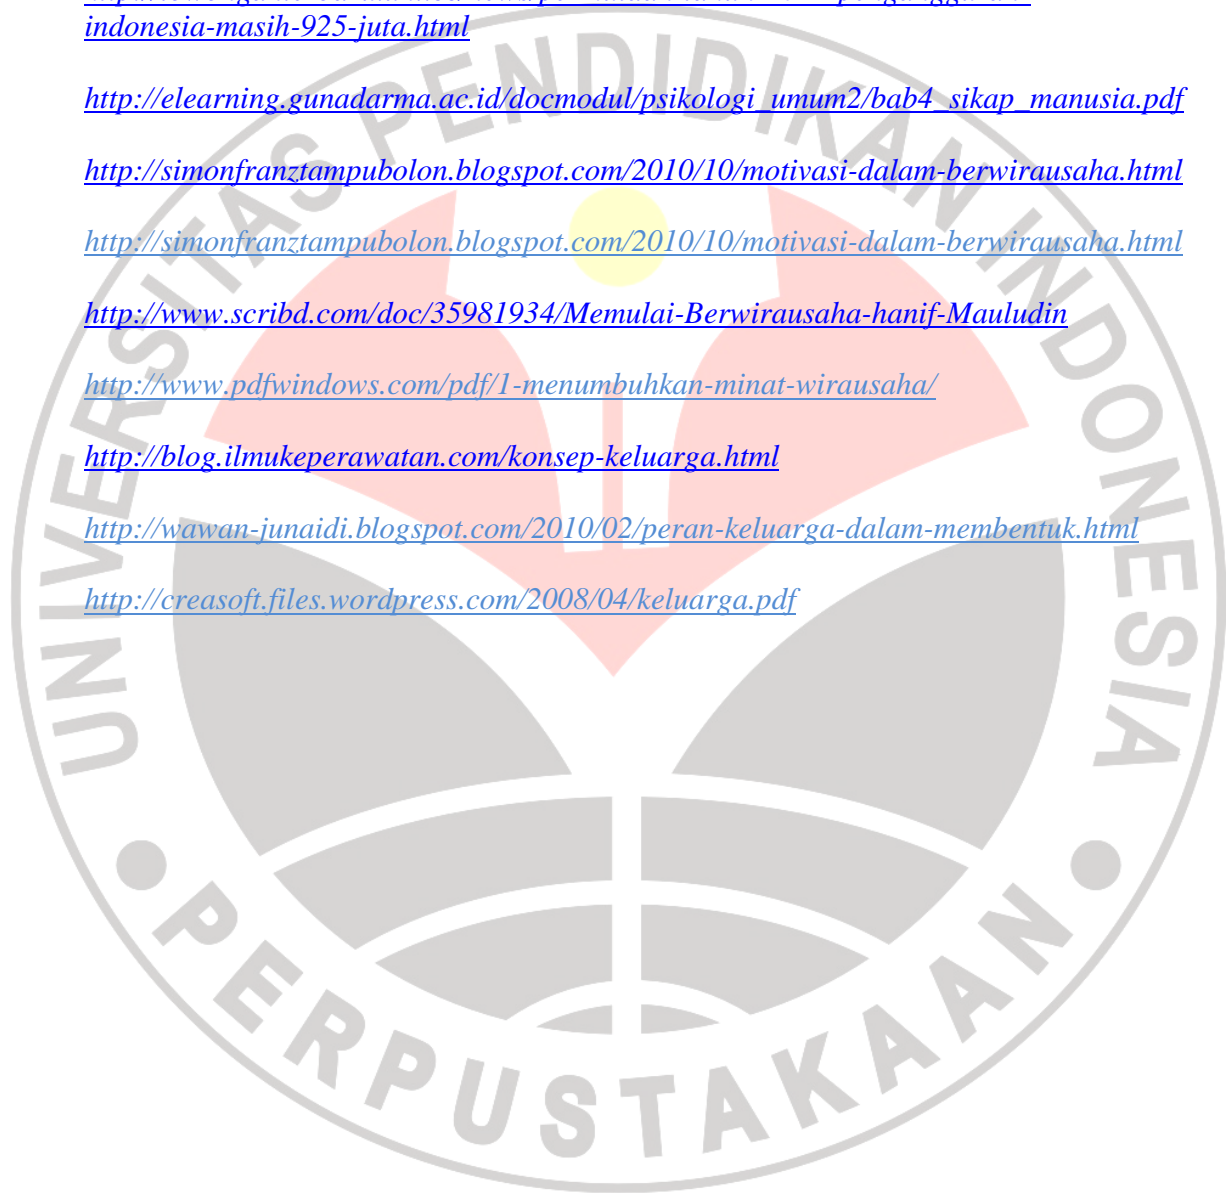 indonesia-masih-925-juta.html
http://elearning.gunadarma.ac.id/docmodul/psikologi_umum2/bab4_sikap_manusia.pdf
http://simonfranztampubolon.blogspot.com/2010/10/motivasi-dalam-berwirausaha.html
http://simonfranztampubolon.blogspot.com/2010/10/motivasi-dalam-berwirausaha.html
http://www.scribd.com/doc/35981934/Memulai-Berwirausaha-hanif-Mauludin
http://www.pdfwindows.com/pdf/1-menumbuhkan-minat-wirausaha/
http://blog.ilmukeperawatan.com/konsep-keluarga.html
http://wawan-junaidi.blogspot.com/2010/02/peran-keluarga-dalam-membentuk.html
http://creasoft.files.wordpress.com/2008/04/keluarga.pdf
UNIVERSITAS PENDIDIKAN INDONESIA
PERPUSTAKAAN